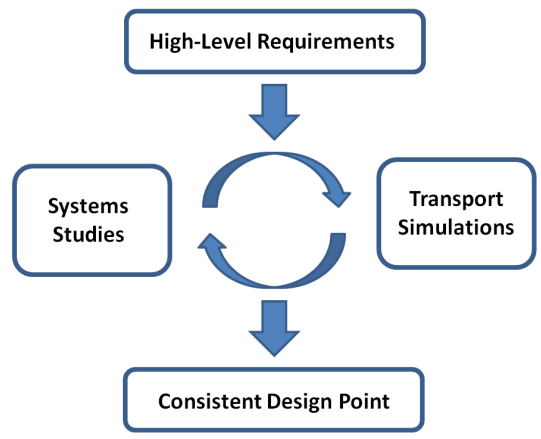 High-Level Requirements
Systems
Studies
Transport
Simulations
Consistent Design Point